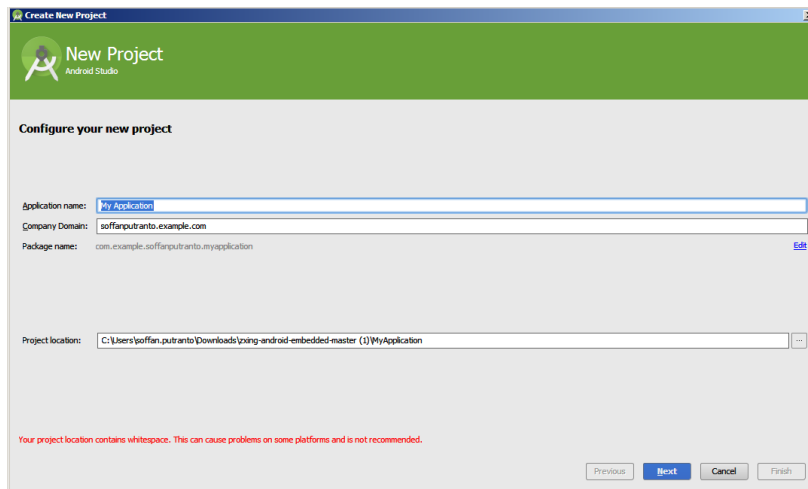 Create New Project
New Project
Android Studio
Configure your new project
Application name: My Application
Company Domain: soffanputranto.example.com
Package name: com.example.soffanputranto.myapplication Edit
Project location: C:\Users\soffan.putranto\Downloads\zxing-android-embedded-master (1)\MyApplication ...
Your project location contains whitespace. This can cause problems on some platforms and is not recommended.
Previous Next Cancel Finish